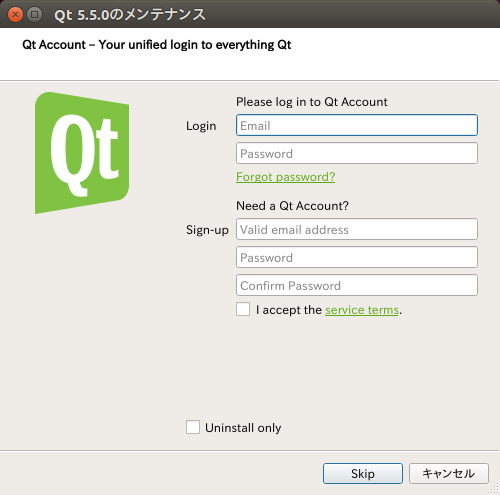 Qt 5.5.0のメンテナンス
Qt Account – Your unified login to everything Qt
Qt
Please log in to Qt Account
Login
Email
Password
Forgot password?
Need a Qt Account?
Sign-up
Valid email address
Password
Confirm Password
I accept the service terms.
Uninstall only
Skip
キャンセル